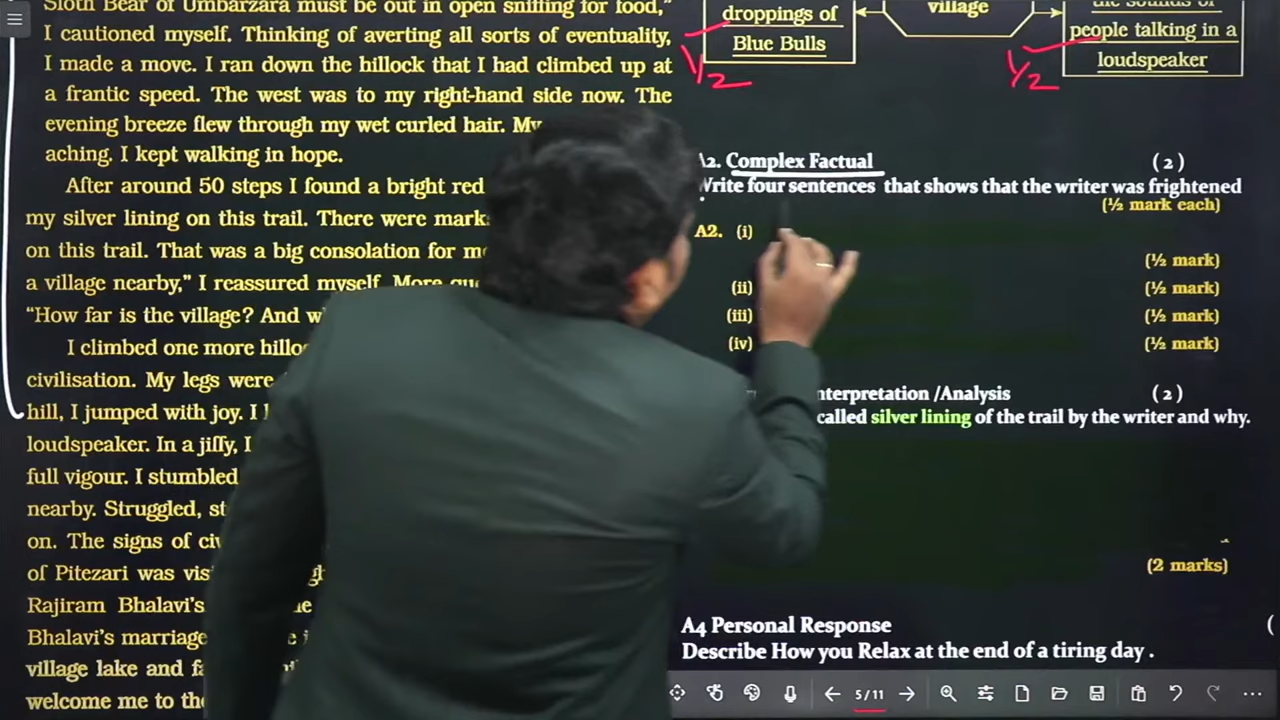 Sloth Bear of Umbarzara must be out in open sniffing for food,"
I cautioned myself. Thinking of averting all sorts of eventuality,
I made a move. I ran down the hillock that I had climbed up at
a frantic speed. The west was to my right-hand side now. The
evening breeze flew through my wet curled hair. My
aching. I kept walking in hope.
After around 50 steps I found a bright red
my silver lining on this trail. There were marks
on this trail. That was a big consolation for me
a village nearby," I reassured myself. More
"How far is the village? And
I climbed one more
civilisation. My legs were
hill, I jumped with joy. I
loudspeaker. In a jiffy, I
full vigour. I stumbled
nearby. Struggled,
on. The signs of
of Pitezari was
Rajiram Bhalavi's
Bhalavi's marriage
village lake and
welcome me to the
droppings of
Blue Bulls
1/2
village
the sounds of
people talking in a
loudspeaker
1/2
A2. Complex Factual (2)
Write four sentences that shows that the writer was frightened
(½ mark each)
A2. (i)
(½ mark)
(ii) (½ mark)
(iii) (½ mark)
(iv) (½ mark)
nterpretation /Analysis (2)
called silver lining of the trail by the writer and why.
(2 marks)
A4 Personal Response (
Describe How you Relax at the end of a tiring day .
5/11